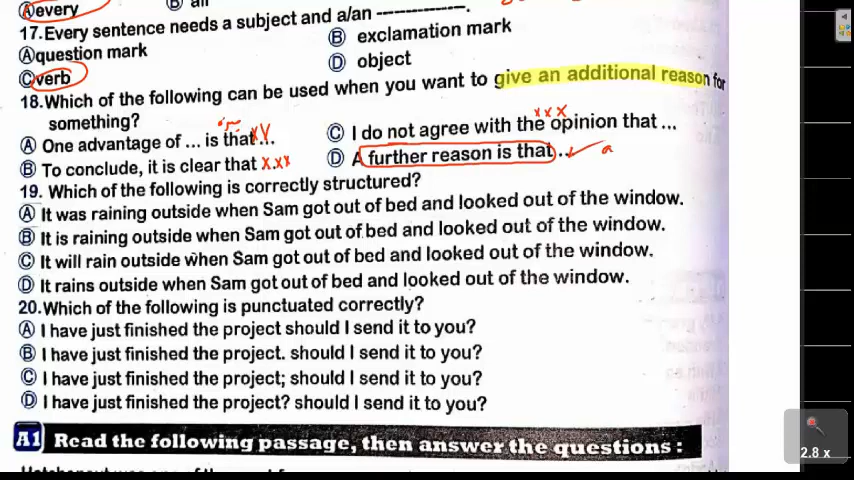 Ⓐevery Ⓑ all
17.Every sentence needs a subject and a/an --------------.
Ⓐquestion mark Ⓑ exclamation mark
Ⓒverb Ⓓ object
18.Which of the following can be used when you want to give an additional reason for
something?
Ⓐ One advantage of ... is that... Ⓒ I do not agree with the opinion that ...
Ⓑ To conclude, it is clear that Ⓓ A further reason is that ...
19. Which of the following is correctly structured?
Ⓐ It was raining outside when Sam got out of bed and looked out of the window.
Ⓑ It is raining outside when Sam got out of bed and looked out of the window.
Ⓒ It will rain outside when Sam got out of bed and looked out of the window.
Ⓓ It rains outside when Sam got out of bed and looked out of the window.
20.Which of the following is punctuated correctly?
Ⓐ I have just finished the project should I send it to you?
Ⓑ I have just finished the project. should I send it to you?
Ⓒ I have just finished the project; should I send it to you?
Ⓓ I have just finished the project? should I send it to you?
A1 Read the following passage, then answer the questions :
2.8 x